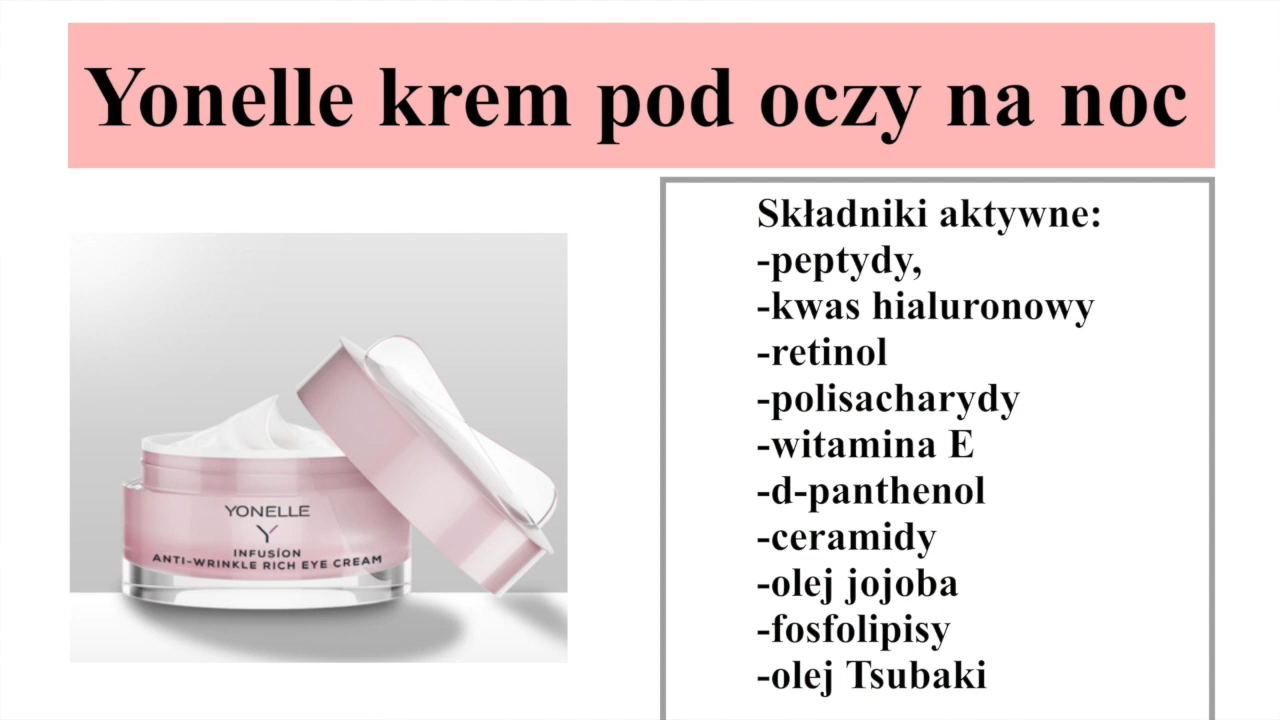 Yonelle krem pod oczy na noc
Składniki aktywne:
-peptydy,
-kwas hialuronowy
-retinol
-polisacharydy
-witamina E
-d-panthenol
-ceramidy
-olej jojoba
-fosfolipisy
-olej Tsubaki
YONELLE
Y
INFUSÍON
ANTI-WRINKLE RICH EYE CREAM